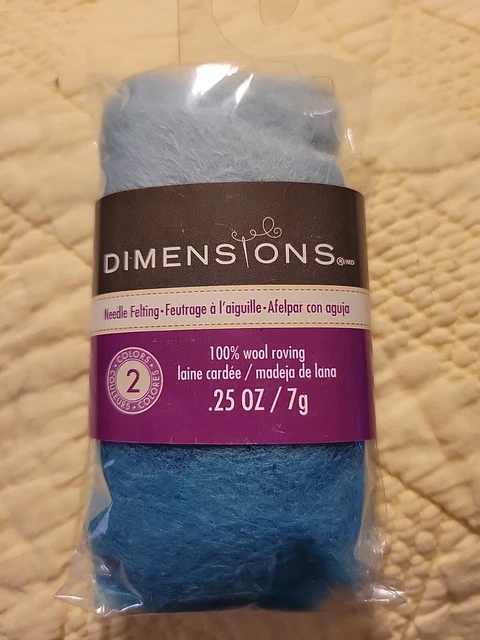 DIMENSIONS®/MD
Needle Felting • Feutrage à l'aiguille • Afelpar con aguja
COLORS • COLORES • COULEURS •
2
100% wool roving
laine cardée / madeja de lana
.25 OZ / 7g